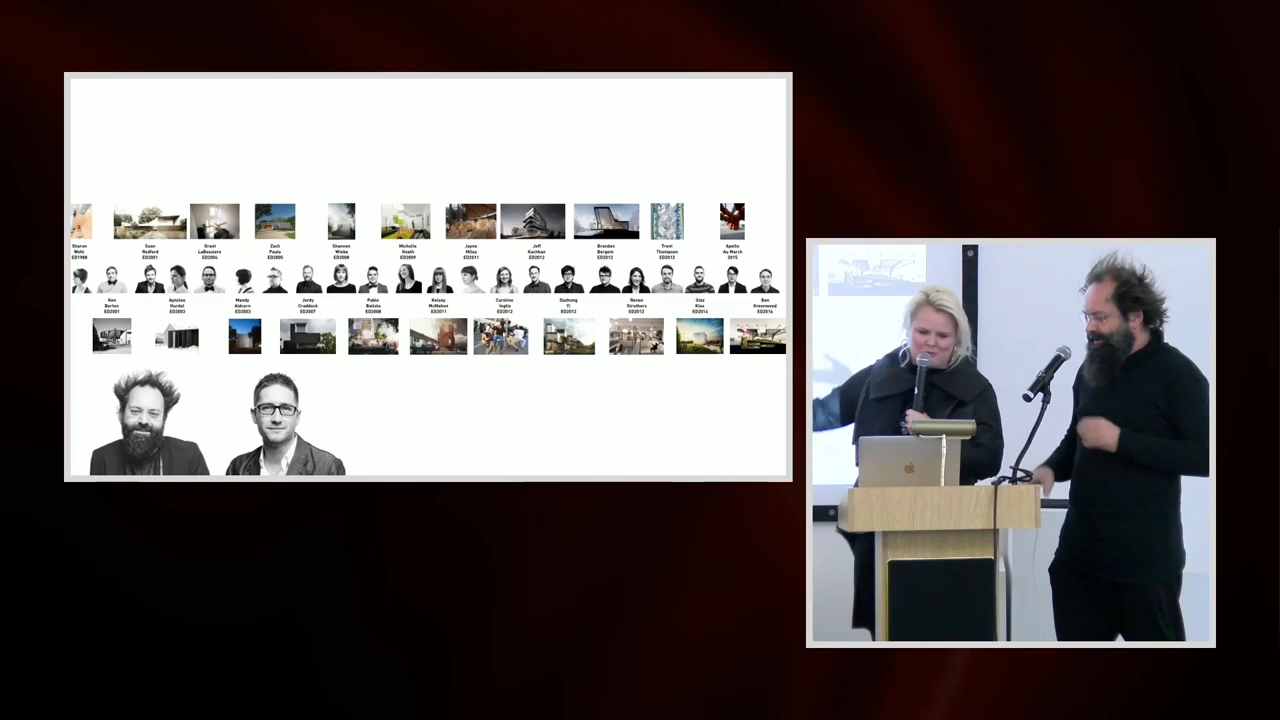 Sharon
Wohl
ED1988
Sean
Radford
ED2001
Grant
LaBossiere
ED2004
Zach
Pauls
ED2005
Shannon
Wiebe
ED2008
Michelle
Heath
ED2009
Jayne
Miles
ED2011
Jeff
Kachkan
ED2012
Brandon
Bergem
ED2012
Trent
Thompson
ED2012
Apollo
Au March
2015
Ken
Borton
ED2001
Aynslee
Hurdal
ED2003
Mandy
Aldcorn
ED2003
Jordy
Craddock
ED2007
Pablo
Batista
ED2008
Kelsey
McMahon
ED2011
Caroline
Inglis
ED2012
Dazhong
Yi
ED2012
Renee
Struthers
ED2012
Staz
Klas
ED2014
Ben
Greenwood
ED2016